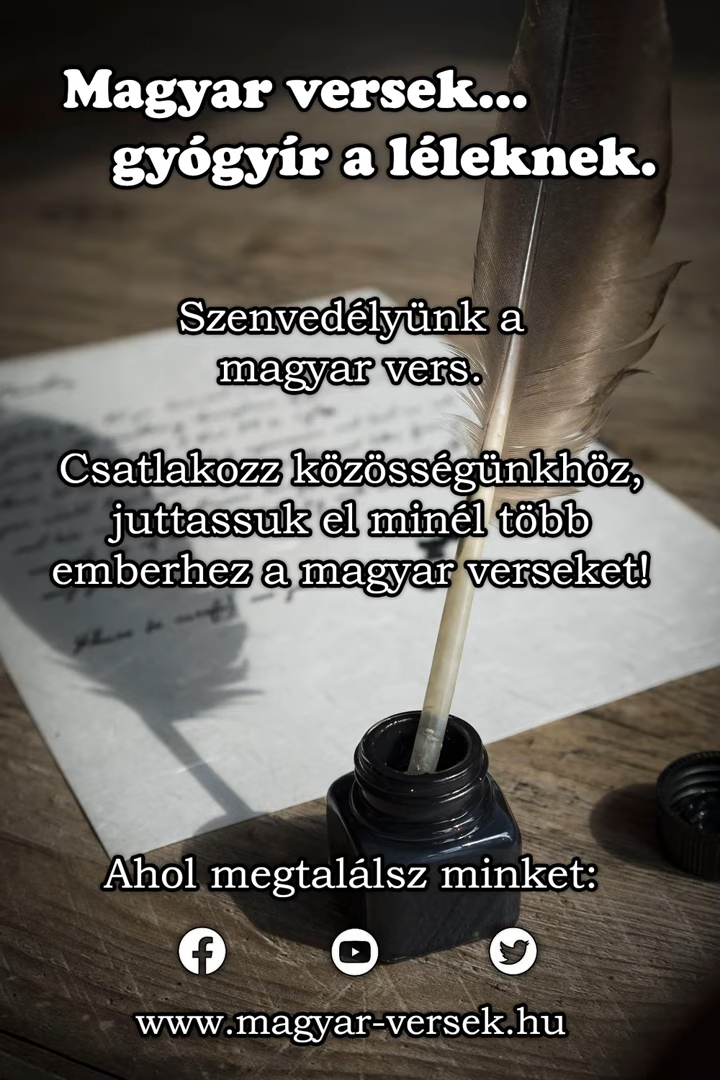 Magyar versek...
gyógyír a léleknek.
Szenvedélyünk a
magyar vers.
Csatlakozz közösségünkhöz,
juttassuk el minél több
emberhez a magyar verseket!
Ahol megtalálsz minket:
www.magyar-versek.hu